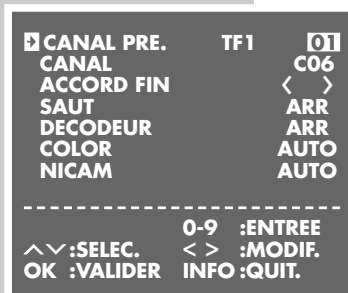 CANAL PRE. TF1 01
CANAL C06
ACCORD FIN < >
SAUT ARR
DECODEUR ARR
COLOR AUTO
NICAM AUTO
0-9 :ENTREE
:SELEC. < > :MODIF.
OK :VALIDER INFO :QUIT.